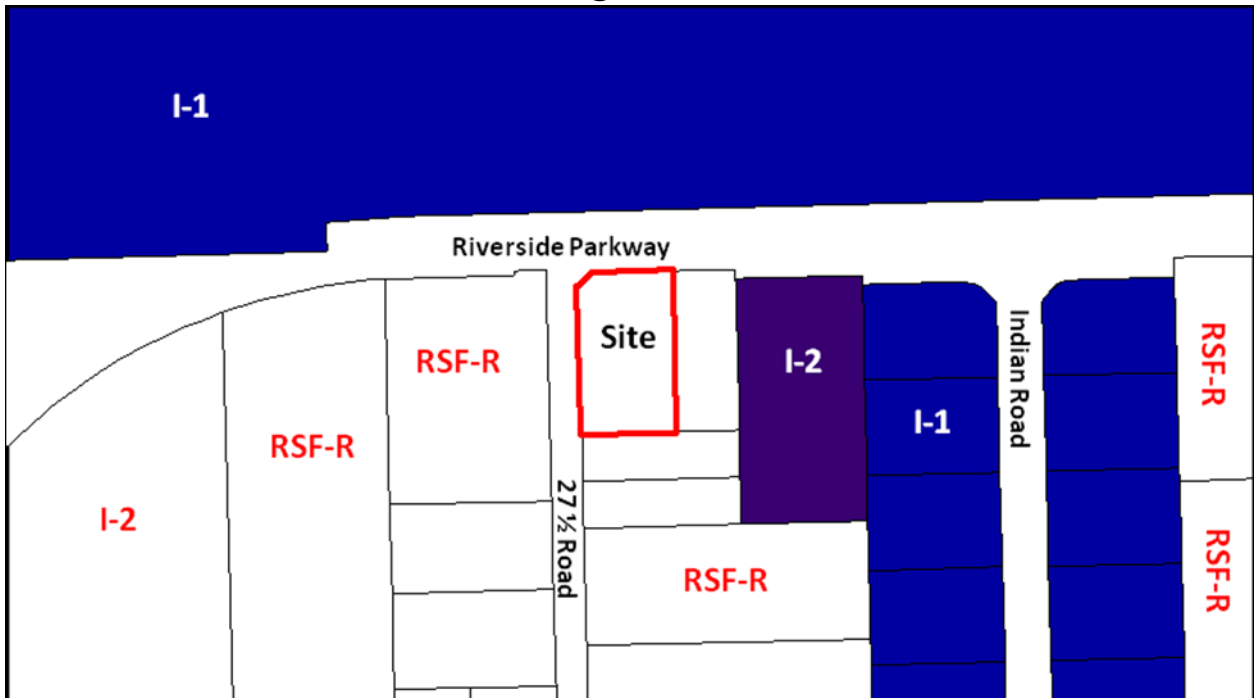 I-1
Riverside Parkway
Site
RSF-R
I-2
RSF-R
I-1
Indian Road
RSF-R
I-2
27 ½ Road
RSF-R
RSF-R